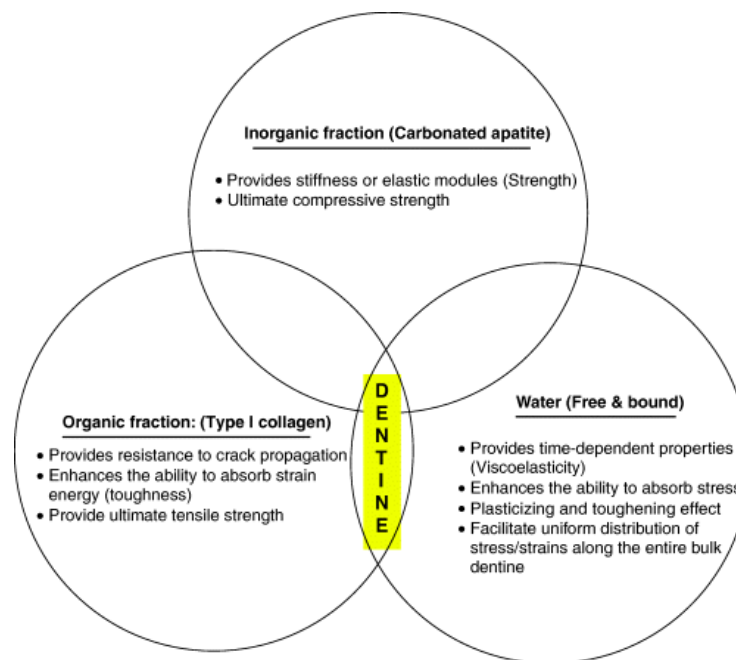 Inorganic fraction (Carbonated apatite)
• Provides stiffness or elastic modules (Strength)
• Ultimate compressive strength
Organic fraction: (Type I collagen)
• Provides resistance to crack propagation
• Enhances the ability to absorb strain
energy (toughness)
• Provide ultimate tensile strength
D
E
N
T
I
N
E
Water (Free & bound)
• Provides time-dependent properties
(Viscoelasticity)
• Enhances the ability to absorb stress
• Plasticizing and toughening effect
• Facilitate uniform distribution of
stress/strains along the entire bulk
dentine